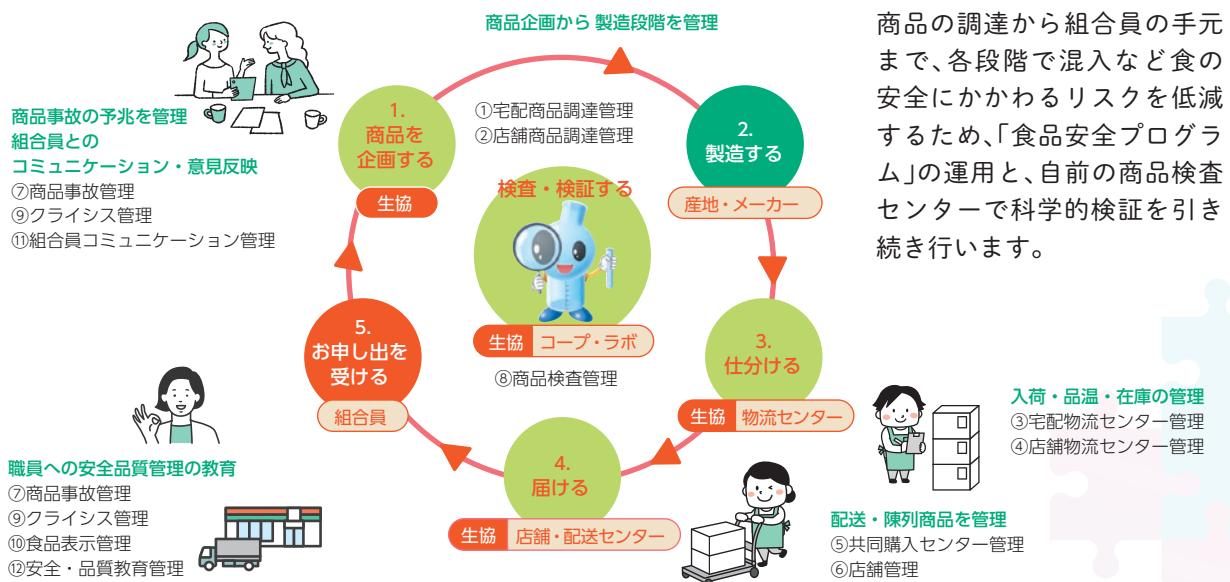 商品企画から 製造段階を管理
商品の調達から組合員の手元
まで、各段階で混入など食の
安全にかかわるリスクを低減
するため、「食品安全プログラ
ム」の運用と、自前の商品検査
センターで科学的検証を引き
続き行います。
1.
商品を
企画する
生協
①宅配商品調達管理
②店舗商品調達管理
2.
製造する
産地・メーカー
商品事故の予兆を管理
組合員との
コミュニケーション・意見反映
⑦商品事故管理
⑨クライシス管理
⑪組合員コミュニケーション管理
検査・検証する
生協 コープ・ラボ
⑧商品検査管理
3.
仕分ける
生協 物流センター
入荷・品温・在庫の管理
③宅配物流センター管理
④店舗物流センター管理
4.
届ける
生協 店舗・配送センター
配送・陳列商品を管理
⑤共同購入センター管理
⑥店舗管理
5.
お申し出を
受ける
組合員
職員への安全品質管理の教育
⑦商品事故管理
⑨クライシス管理
⑩食品表示管理
⑫安全・品質教育管理